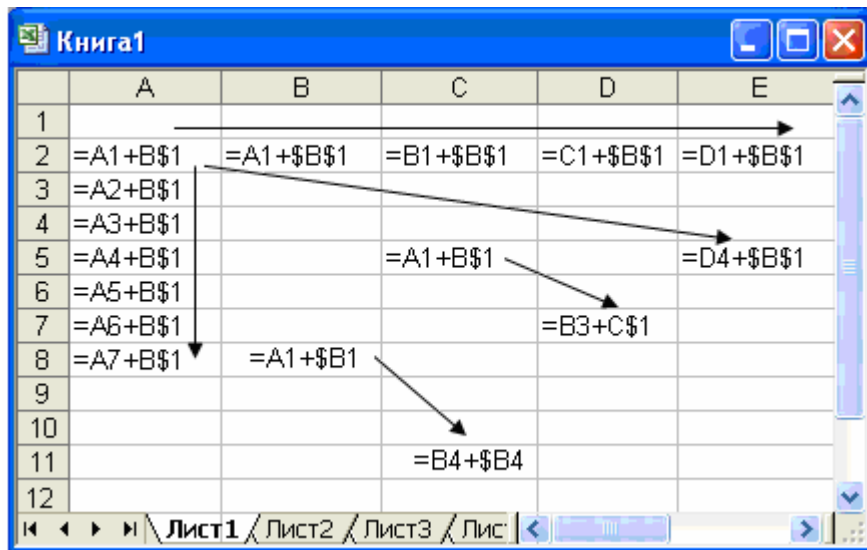 Книга1
A B C D E
1
2 =A1+B$1 =A1+$B$1 =B1+$B$1 =C1+$B$1 =D1+$B$1
3 =A2+B$1
4 =A3+B$1
5 =A4+B$1 =A1+B$1 =D4+$B$1
6 =A5+B$1
7 =A6+B$1 =B3+C$1
8 =A7+B$1 =A1+$B1
9
10
11 =B4+$B4
12
Лист1 Лист2 Лист3 Лис